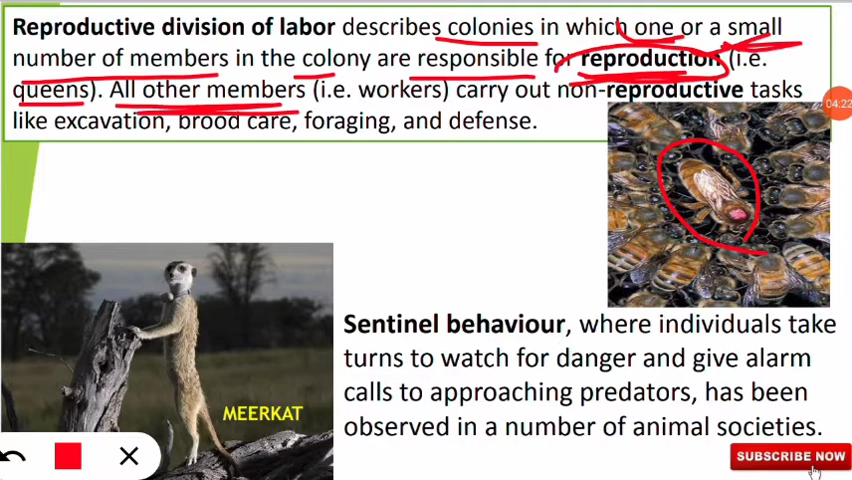 Reproductive division of labor describes colonies in which one or a small
number of members in the colony are responsible for reproduction (i.e.
queens). All other members (i.e. workers) carry out non-reproductive tasks
like excavation, brood care, foraging, and defense.
04:22
Sentinel behaviour, where individuals take
turns to watch for danger and give alarm
calls to approaching predators, has been
observed in a number of animal societies.
MEERKAT
SUBSCRIBE NOW